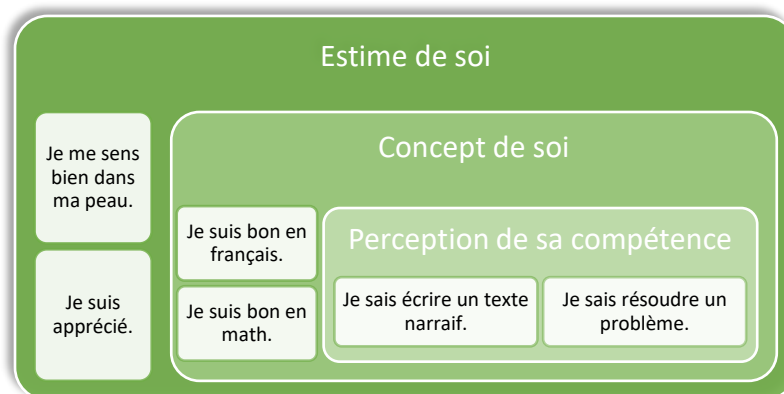 Estime de soi
Je me sens
bien dans
ma peau.
Je suis
apprécié.
Concept de soi
Je suis bon en
français.
Je suis bon en
math.
Perception de sa compétence
Je sais écrire un texte
narraif.
Je sais résoudre un
problème.